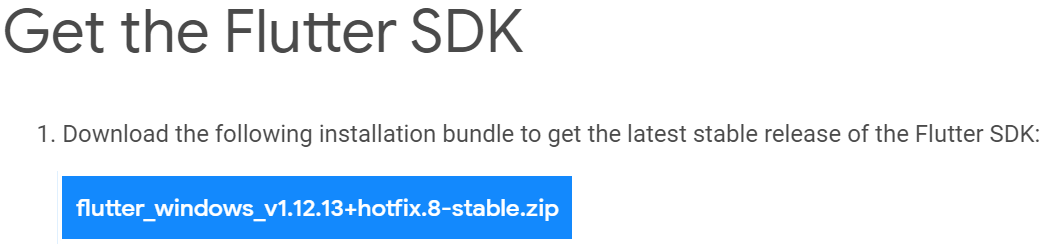 Get the Flutter SDK
1. Download the following installation bundle to get the latest stable release of the Flutter SDK:
flutter_windows_v1.12.13+hotfix.8-stable.zip